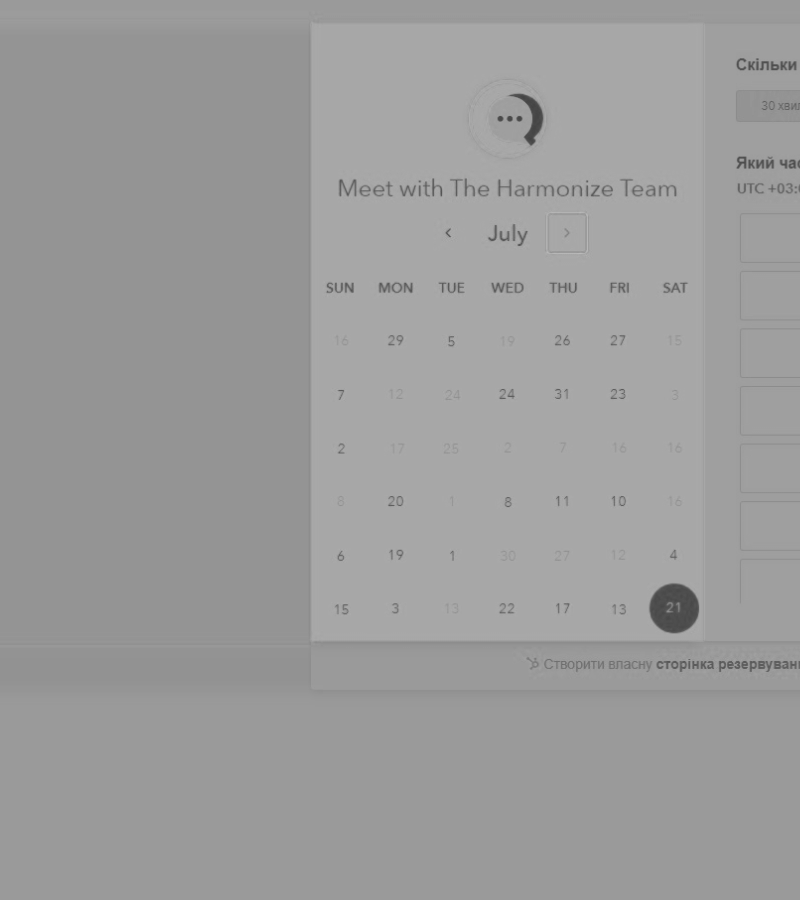 Meet with The Harmonize Team
July
SUN MON TUE WED THU FRI SAT
16 29 5 19 26 27 15
7 12 24 24 31 23 3
2 17 25 2 7 16 16
8 20 1 8 11 10 16
6 19 1 30 27 12 4
15 3 13 22 17 13 21
Скільки
30 хви
Який час
UTC +03:
Створити власну сторінка резервуван